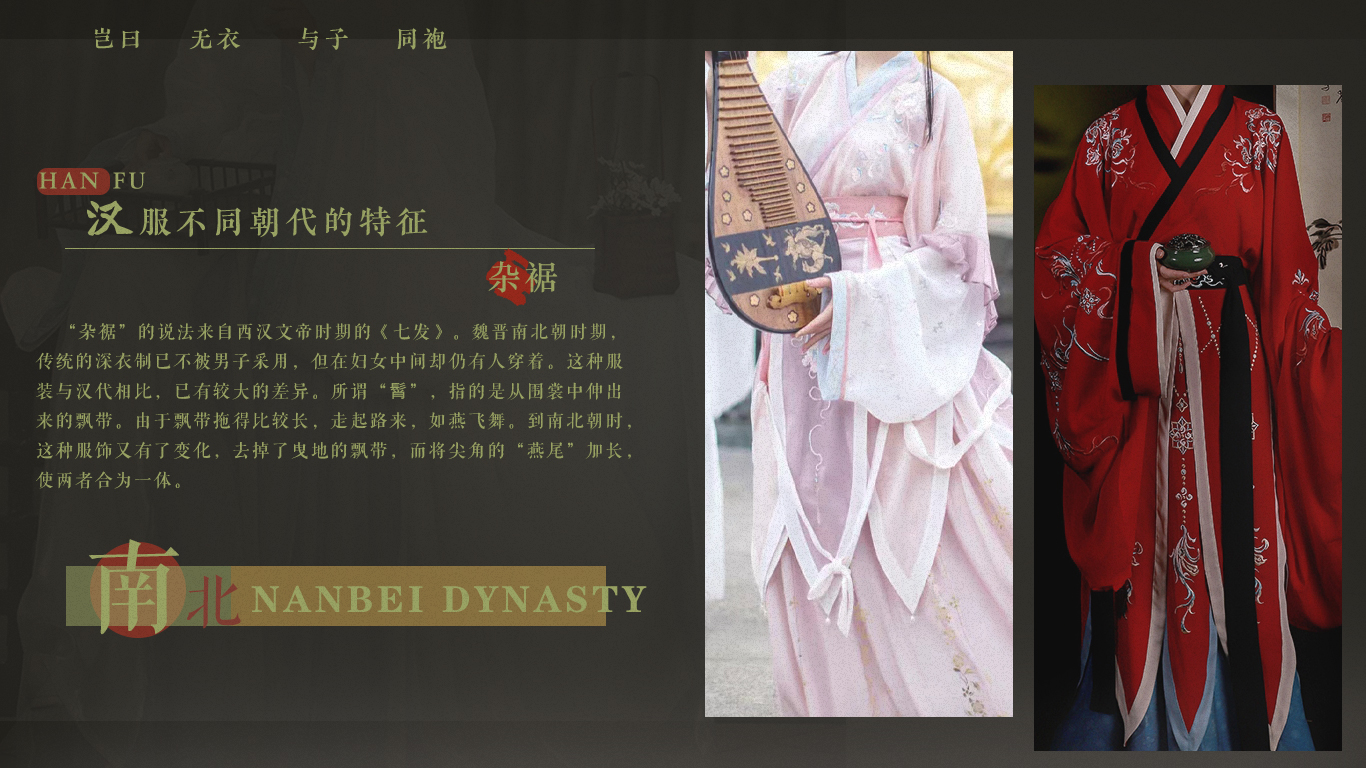 岂曰 无衣 与子 同袍
HAN FU
汉服不同朝代的特征
杂裾
“杂裾”的说法来自西汉文帝时期的《七发》。魏晋南北朝时期，
传统的深衣制已不被男子采用，但在妇女中间却仍有人穿着。这种服
装与汉代相比，已有较大的差异。所谓“髾”，指的是从围裳中伸出
来的飘带。由于飘带拖得比较长，走起路来，如燕飞舞。到南北朝时，
这种服饰又有了变化，去掉了曳地的飘带，而将尖角的“燕尾”加长，
使两者合为一体。
南北 NANBEI DYNASTY